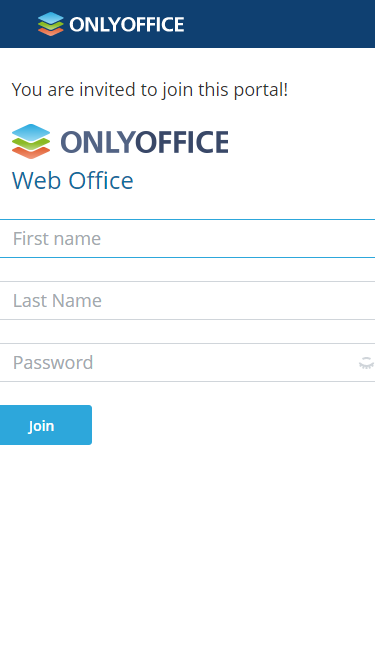 ONLYOFFICE
You are invited to join this portal!
ONLYOFFICE
Web Office
First name
Last Name
Password
Join